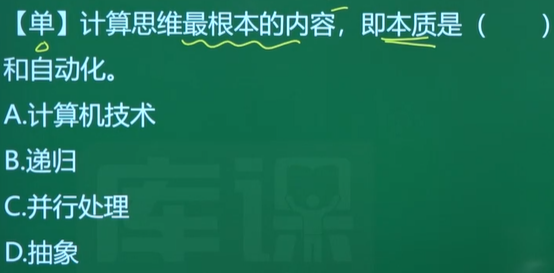 【单】计算思维最根本的内容，即本质是（　　）
和自动化。
A.计算机技术
B.递归
C.并行处理
D.抽象
库课